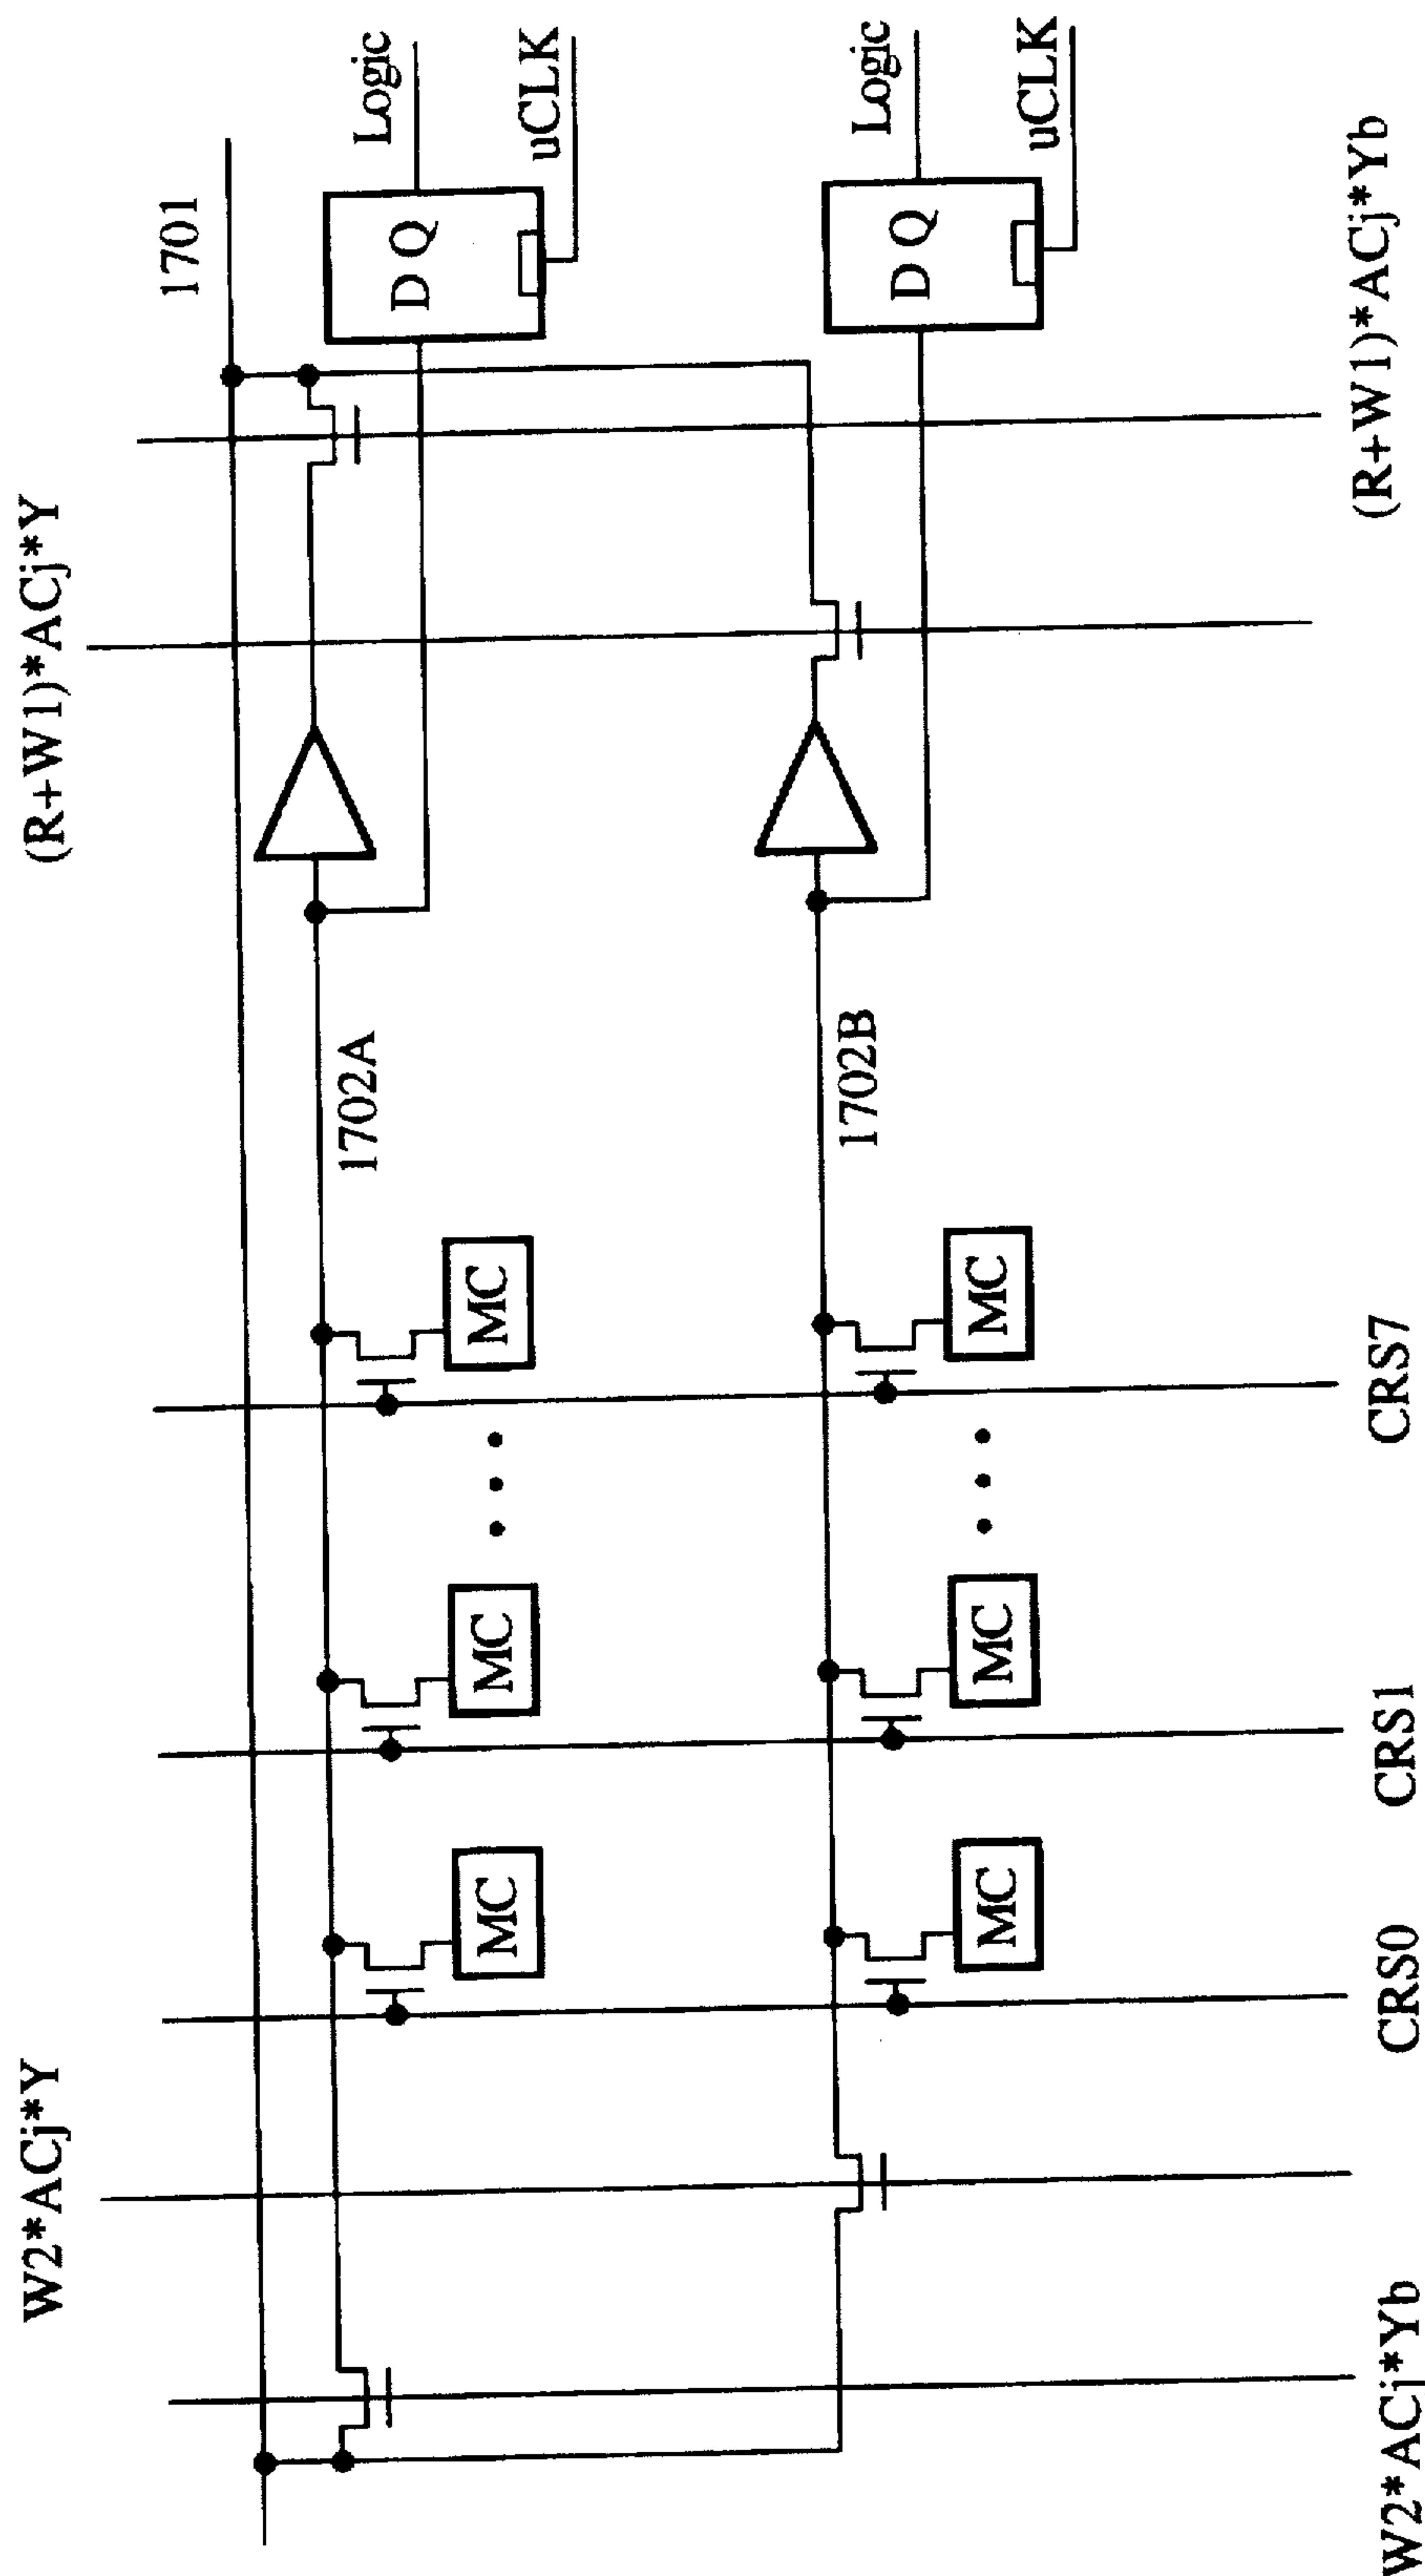 W2*ACj*Y
(R+W1)*ACj*Y
1701
1702A
Logic
D Q
MC
MC
MC
uCLK
1702B
Logic
D Q
MC
MC
MC
uCLK
W2*ACj*Yb
CRS0
CRS1
CRS7
(R+W1)*ACj*Yb